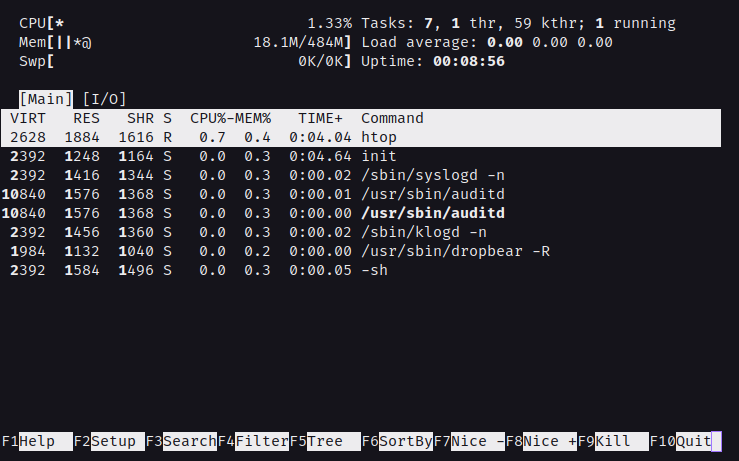 CPU[*                           1.33%] Tasks: 7, 1 thr, 59 kthr; 1 running
Mem[||*@                  18.1M/484M] Load average: 0.00 0.00 0.00
Swp[                           0K/0K] Uptime: 00:08:56
[Main] [I/O]
VIRT   RES   SHR S  CPU%-MEM%   TIME+  Command
2628  1884  1616 R   0.7  0.4  0:04.04 htop
2392  1248  1164 S   0.0  0.3  0:04.64 init
2392  1416  1344 S   0.0  0.3  0:00.02 /sbin/syslogd -n
10840  1576  1368 S   0.0  0.3  0:00.01 /usr/sbin/auditd
10840  1576  1368 S   0.0  0.3  0:00.00 /usr/sbin/auditd
2392  1456  1360 S   0.0  0.3  0:00.02 /sbin/klogd -n
1984  1132  1040 S   0.0  0.2  0:00.00 /usr/sbin/dropbear -R
2392  1584  1496 S   0.0  0.3  0:00.05 -sh
F1Help  F2Setup F3SearchF4FilterF5Tree  F6SortByF7Nice -F8Nice +F9Kill  F10Quit